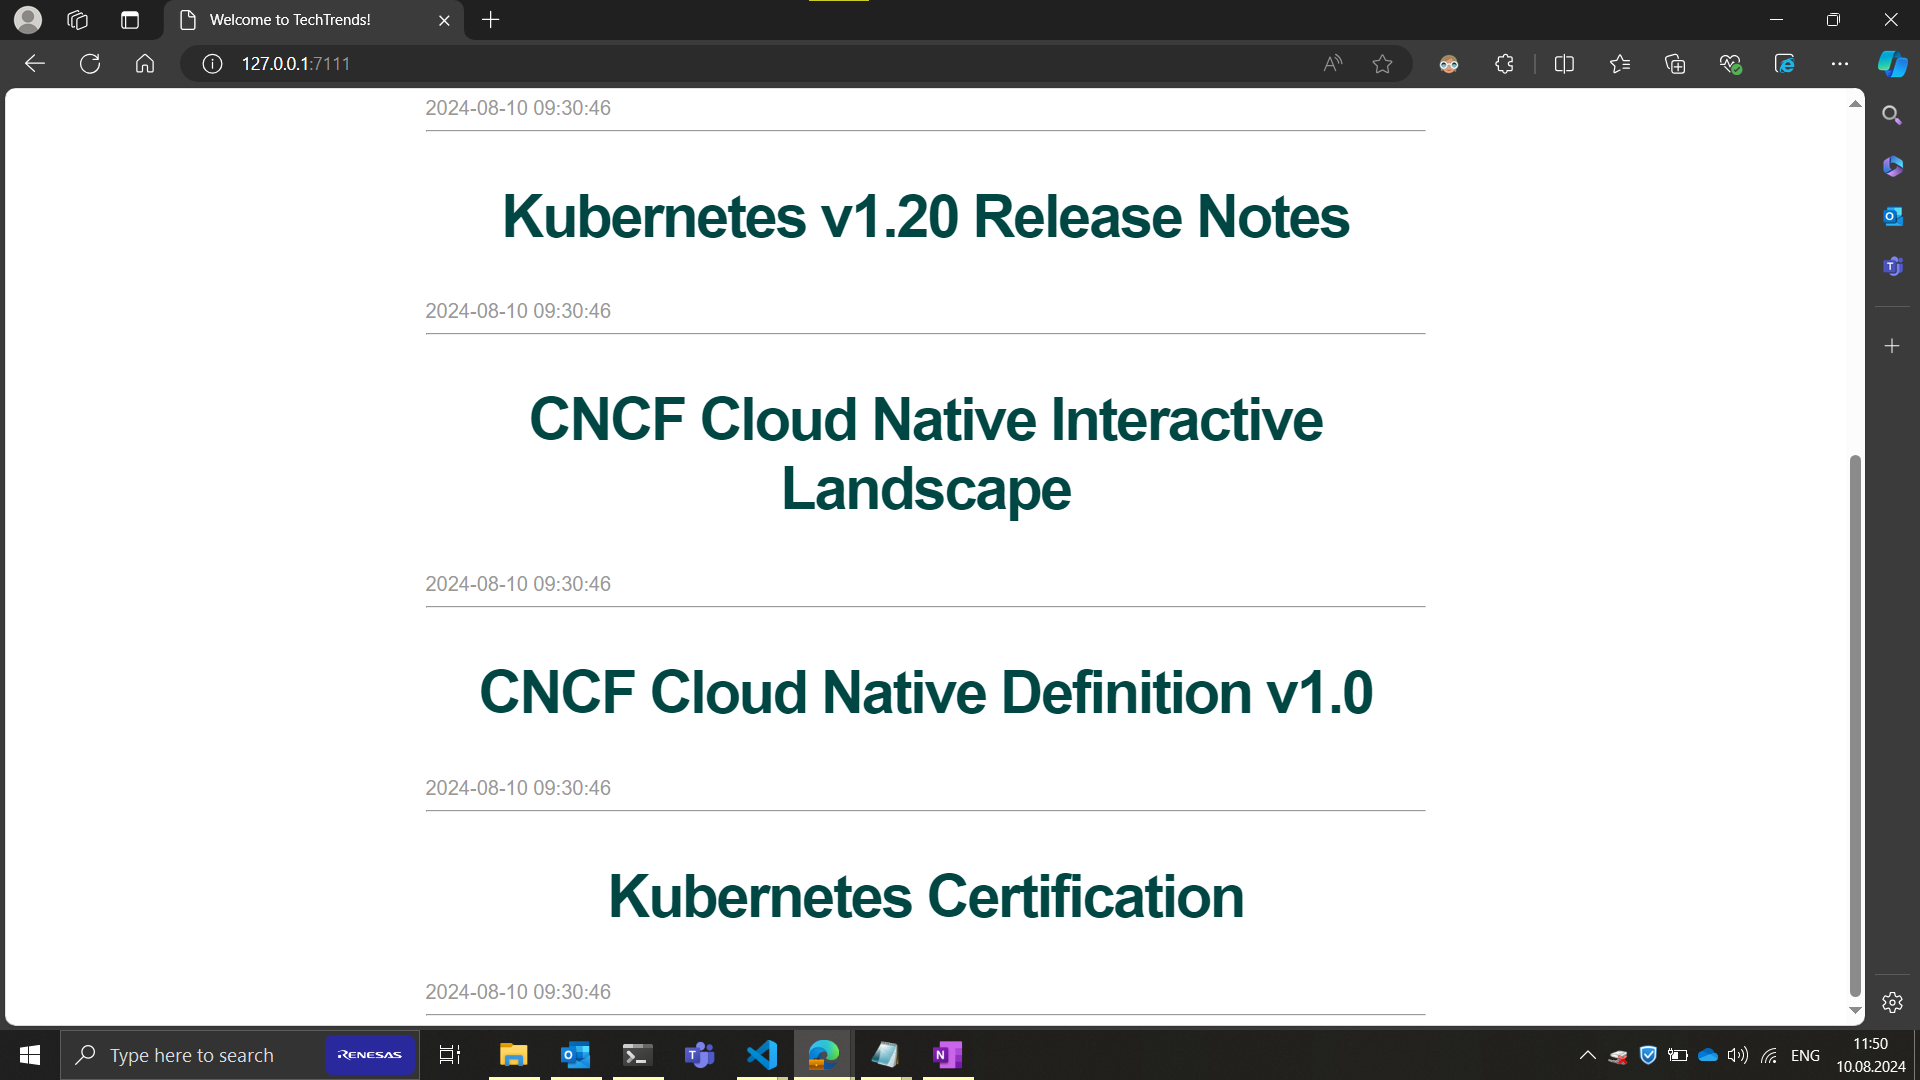 Welcome to TechTrends!
127.0.0.1:7111
2024-08-10 09:30:46
Kubernetes v1.20 Release Notes
2024-08-10 09:30:46
CNCF Cloud Native Interactive
Landscape
2024-08-10 09:30:46
CNCF Cloud Native Definition v1.0
2024-08-10 09:30:46
Kubernetes Certification
2024-08-10 09:30:46
Type here to search
RENESAS
ENG
11:50
10.08.2024